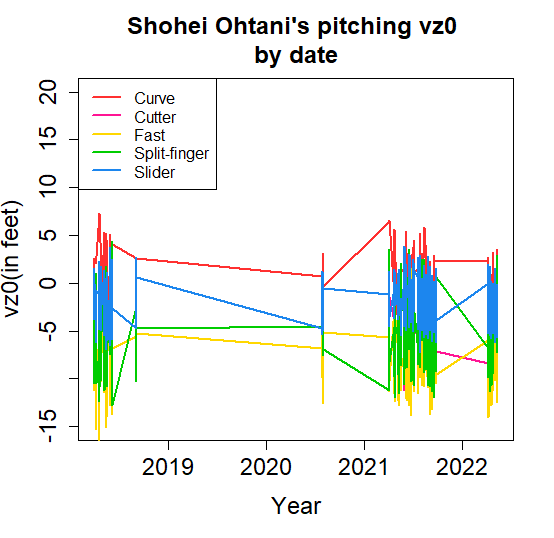 Shohei Ohtani's pitching vz0
by date
Curve
Cutter
Fast
Split-finger
Slider
vz0(in feet)
20
15
10
5
0
-5
-15
2019
2020
2021
2022
Year